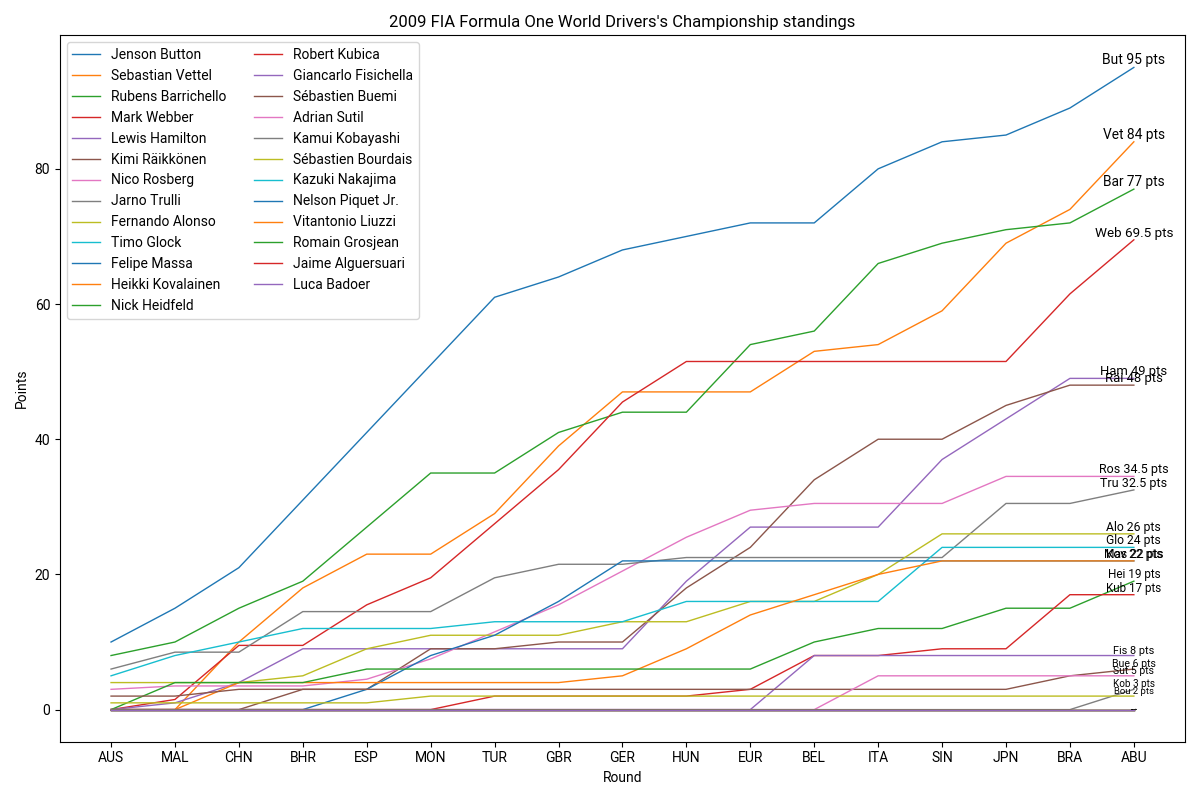 2009 FIA Formula One World Drivers's Championship standings
Jenson Button
Sebastian Vettel
Rubens Barrichello
Mark Webber
Lewis Hamilton
Kimi Räikkönen
Nico Rosberg
Jarno Trulli
Fernando Alonso
Timo Glock
Felipe Massa
Heikki Kovalainen
Nick Heidfeld
Robert Kubica
Giancarlo Fisichella
Sébastien Buemi
Adrian Sutil
Kamui Kobayashi
Sébastien Bourdais
Kazuki Nakajima
Nelson Piquet Jr.
Vitantonio Liuzzi
Romain Grosjean
Jaime Alguersuari
Luca Badoer
But 95 pts
Vet 84 pts
Bar 77 pts
Web 69.5 pts
Ham 49 pts
Rai 48 pts
Ros 34.5 pts
Tru 32.5 pts
Alo 26 pts
Glo 24 pts
22 pts
Hei 19 pts
Kub 17 pts
Fis 8 pts
Bue 6 pts
Sut 5 pts
Kob 3 pts
Bou 2 pts
Points
80
60
40
20
0
AUS MAL CHN BHR ESP MON TUR GBR GER HUN EUR BEL ITA SIN JPN BRA ABU
Round